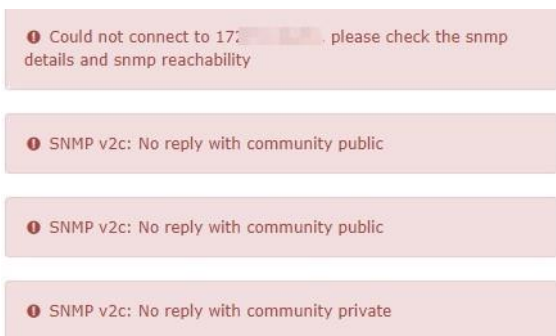 Could not connect to 172 please check the snmp
details and snmp reachability
SNMP v2c: No reply with community public
SNMP v2c: No reply with community public
SNMP v2c: No reply with community private